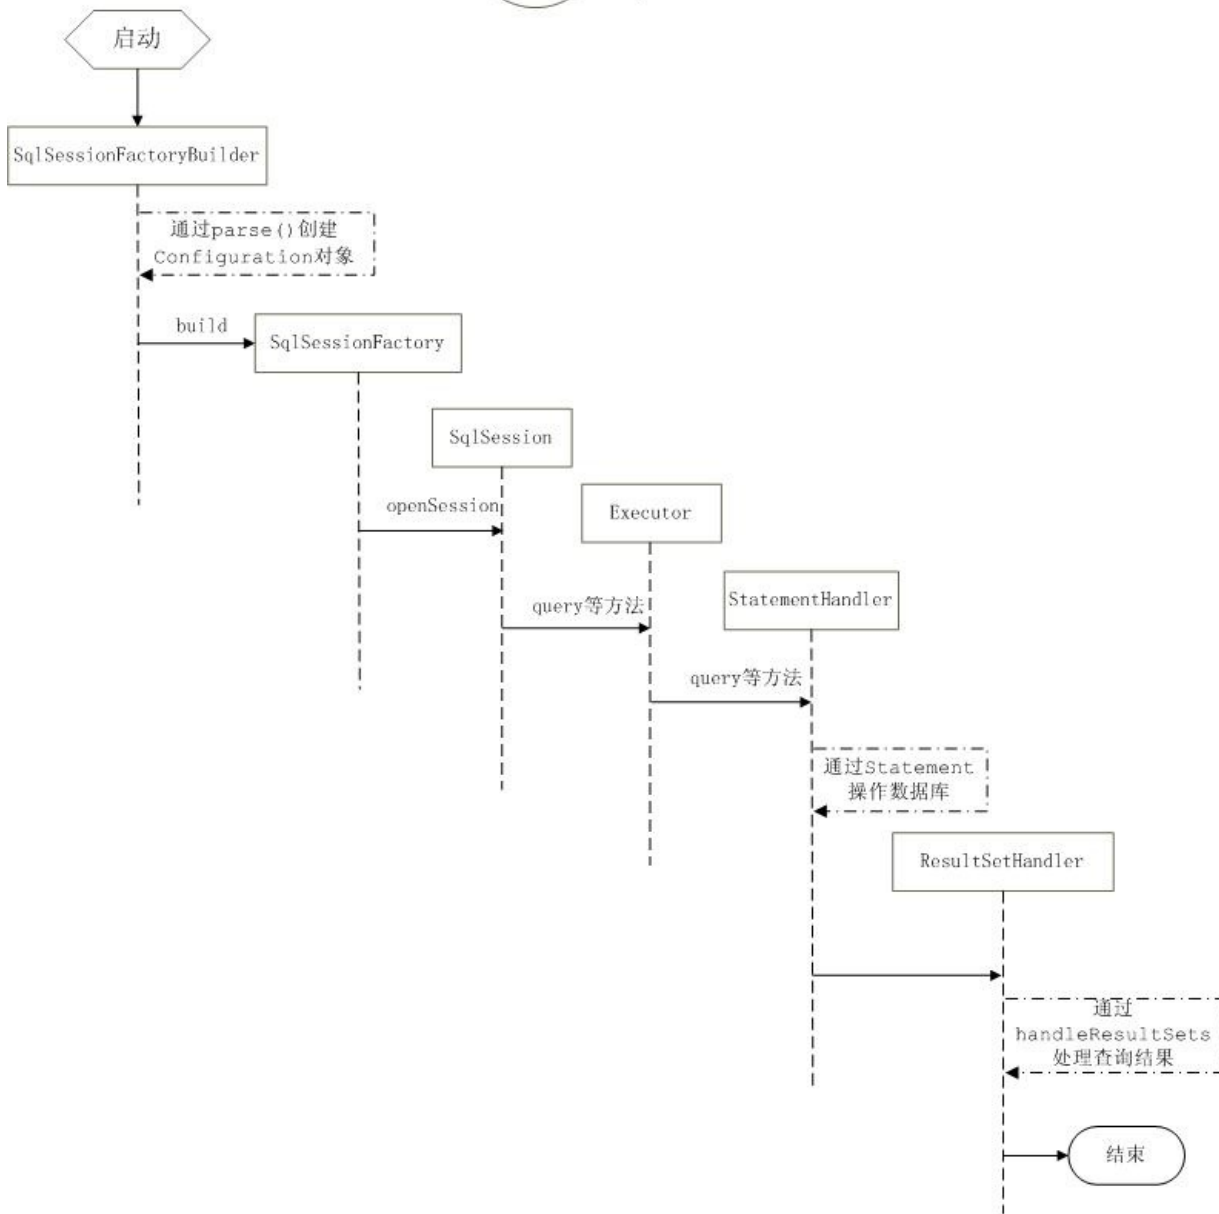 启动
SqlSessionFactoryBuilder
通过parse()创建
Configuration对象
build
SqlSessionFactory
SqlSession
openSession
Executor
query等方法
StatementHandler
query等方法
通过Statement
操作数据库
ResultSetHandler
通过
handleResultSets
处理查询结果
结束